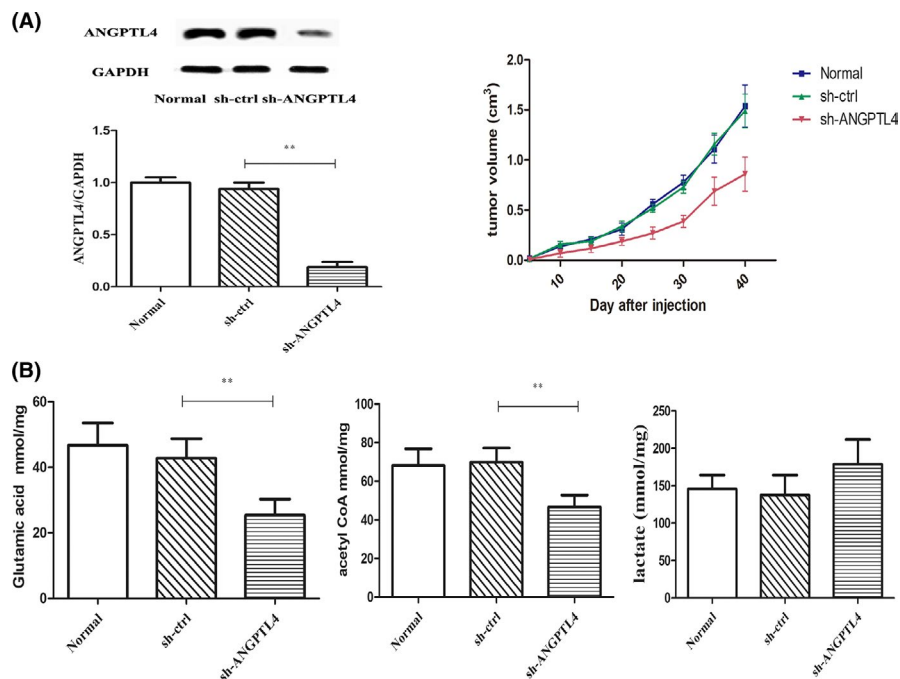 (A)
ANGPTL4
GAPDH
Normal sh-ctrl sh-ANGPTL4
ANGPTL4/GAPDH
1.5
1.0
0.5
0.0
**
Normal
sh-ctrl
sh-ANGPTL4
tumor volume (cm3)
2.0
1.5
1.0
0.5
0.0
10
20
30
40
Day after injection
Normal
sh-ctrl
sh-ANGPTL4
(B)
Glutamic acid mmol/mg
60
40
20
0
**
Normal
sh-ctrl
sh-ANGPTL4
acetyl CoA mmol/mg
100
80
60
40
20
0
**
Normal
sh-ctrl
sh-ANGPTL4
lactate (mmol/mg)
250
200
150
100
50
0
Normal
sh-ctrl
sh-ANGPTL4